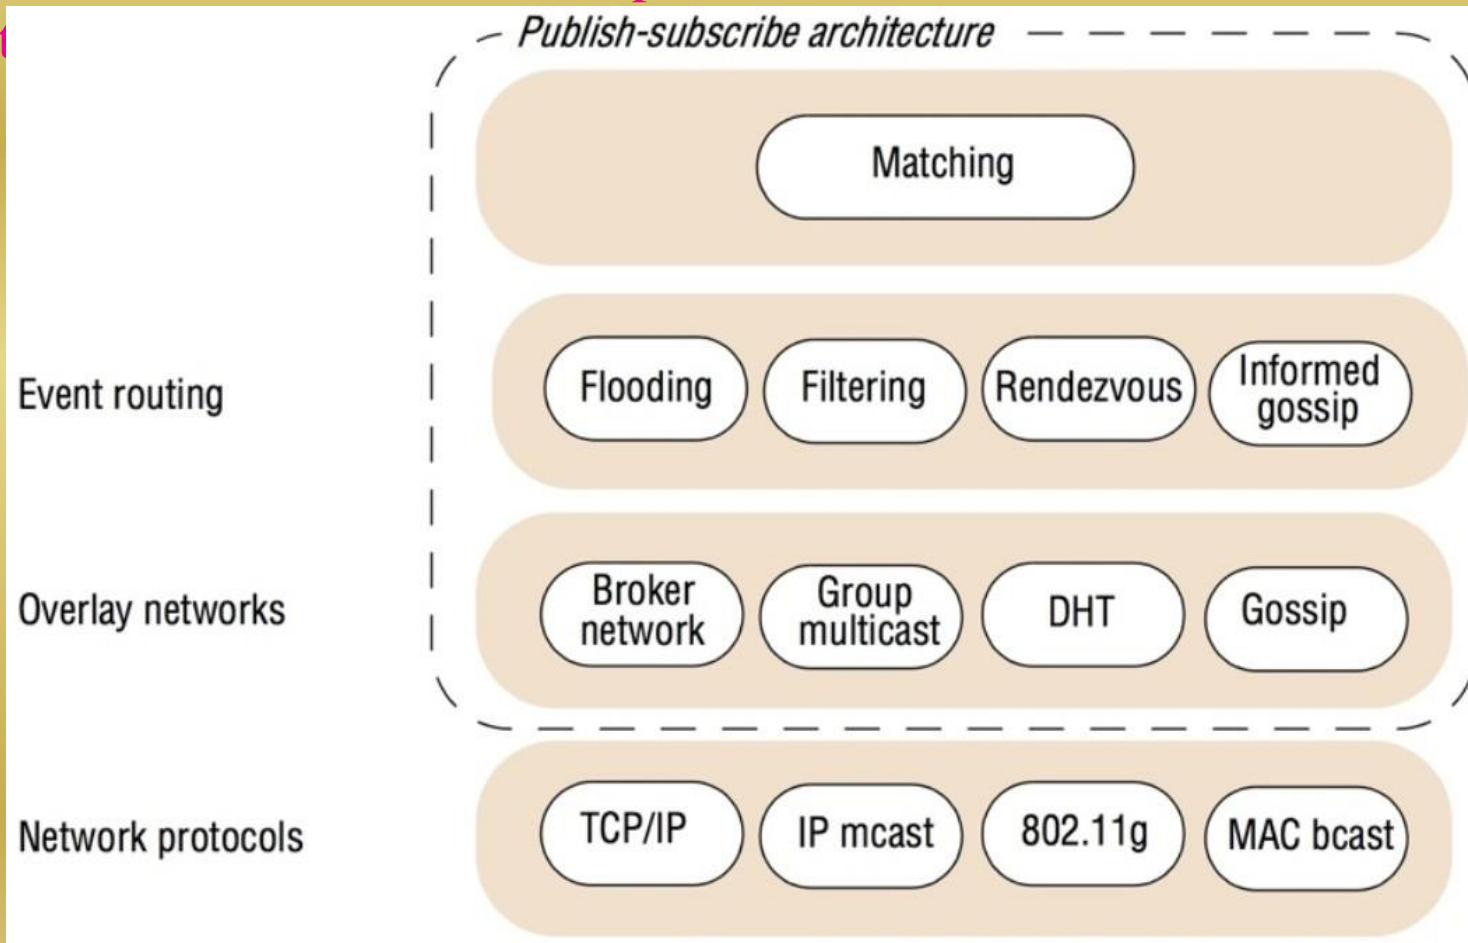 Publish-subscribe architecture
Matching
Event routing
Flooding
Filtering
Rendezvous
Informed
gossip
Overlay networks
Broker
network
Group
multicast
DHT
Gossip
Network protocols
TCP/IP
IP mcast
802.11g
MAC bcast